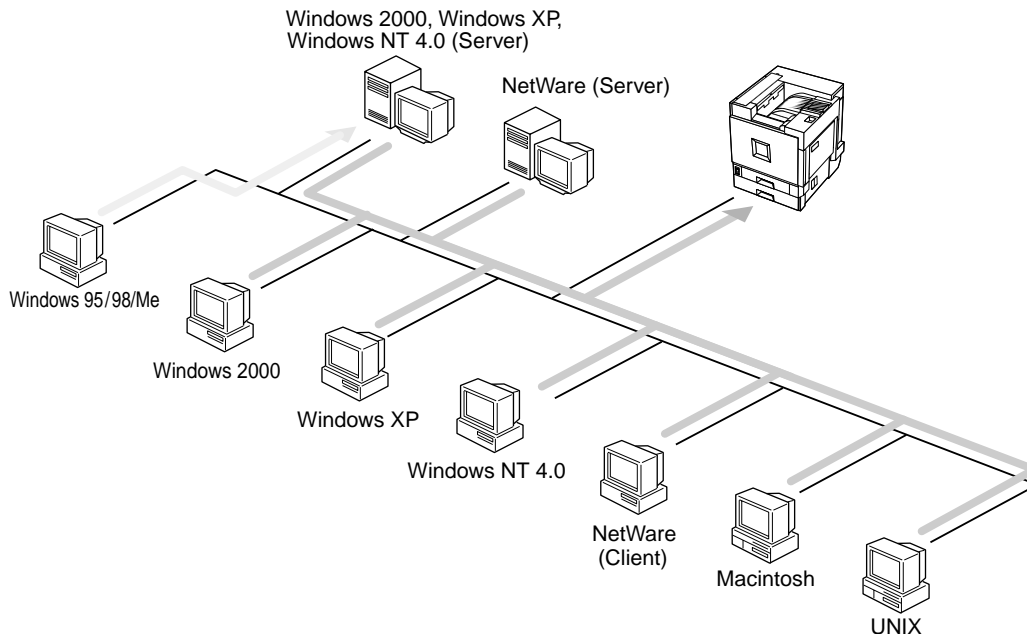 Windows 2000, Windows XP,
Windows NT 4.0 (Server)
NetWare (Server)
Windows 95/98/Me
Windows 2000
Windows XP
Windows NT 4.0
NetWare
(Client)
Macintosh
UNIX